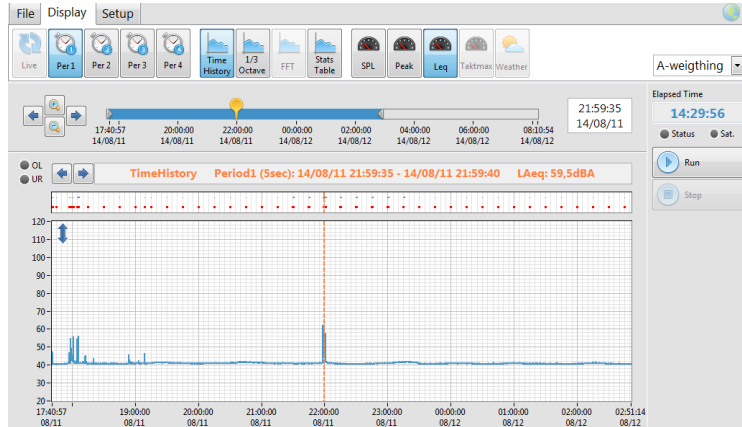 File Display Setup
Live Per 1 Per 2 Per 3 Per 4 Time History 1/3 Octave FFT Stats Table SPL Peak Leq Taktmax Weather
A-weigthing
17:40:57 20:00:00 22:00:00 00:00:00 02:00:00 04:00:00 06:00:00 08:10:54
14/08/11 14/08/11 14/08/11 14/08/12 14/08/12 14/08/12 14/08/12 14/08/12
21:59:35
14/08/11
Elapsed Time
14:29:56
Status Sat.
Run
Stop
OL
UR
TimeHistory Period1 (5sec): 14/08/11 21:59:35 - 14/08/11 21:59:40 LAeq: 59,5dBA
120
110
100
90
80
70
60
50
40
30
20
17:40:57 19:00:00 20:00:00 21:00:00 22:00:00 23:00:00 00:00:00 01:00:00 02:00:00 02:51:14
08/11 08/11 08/11 08/11 08/11 08/11 08/12 08/12 08/12 08/12